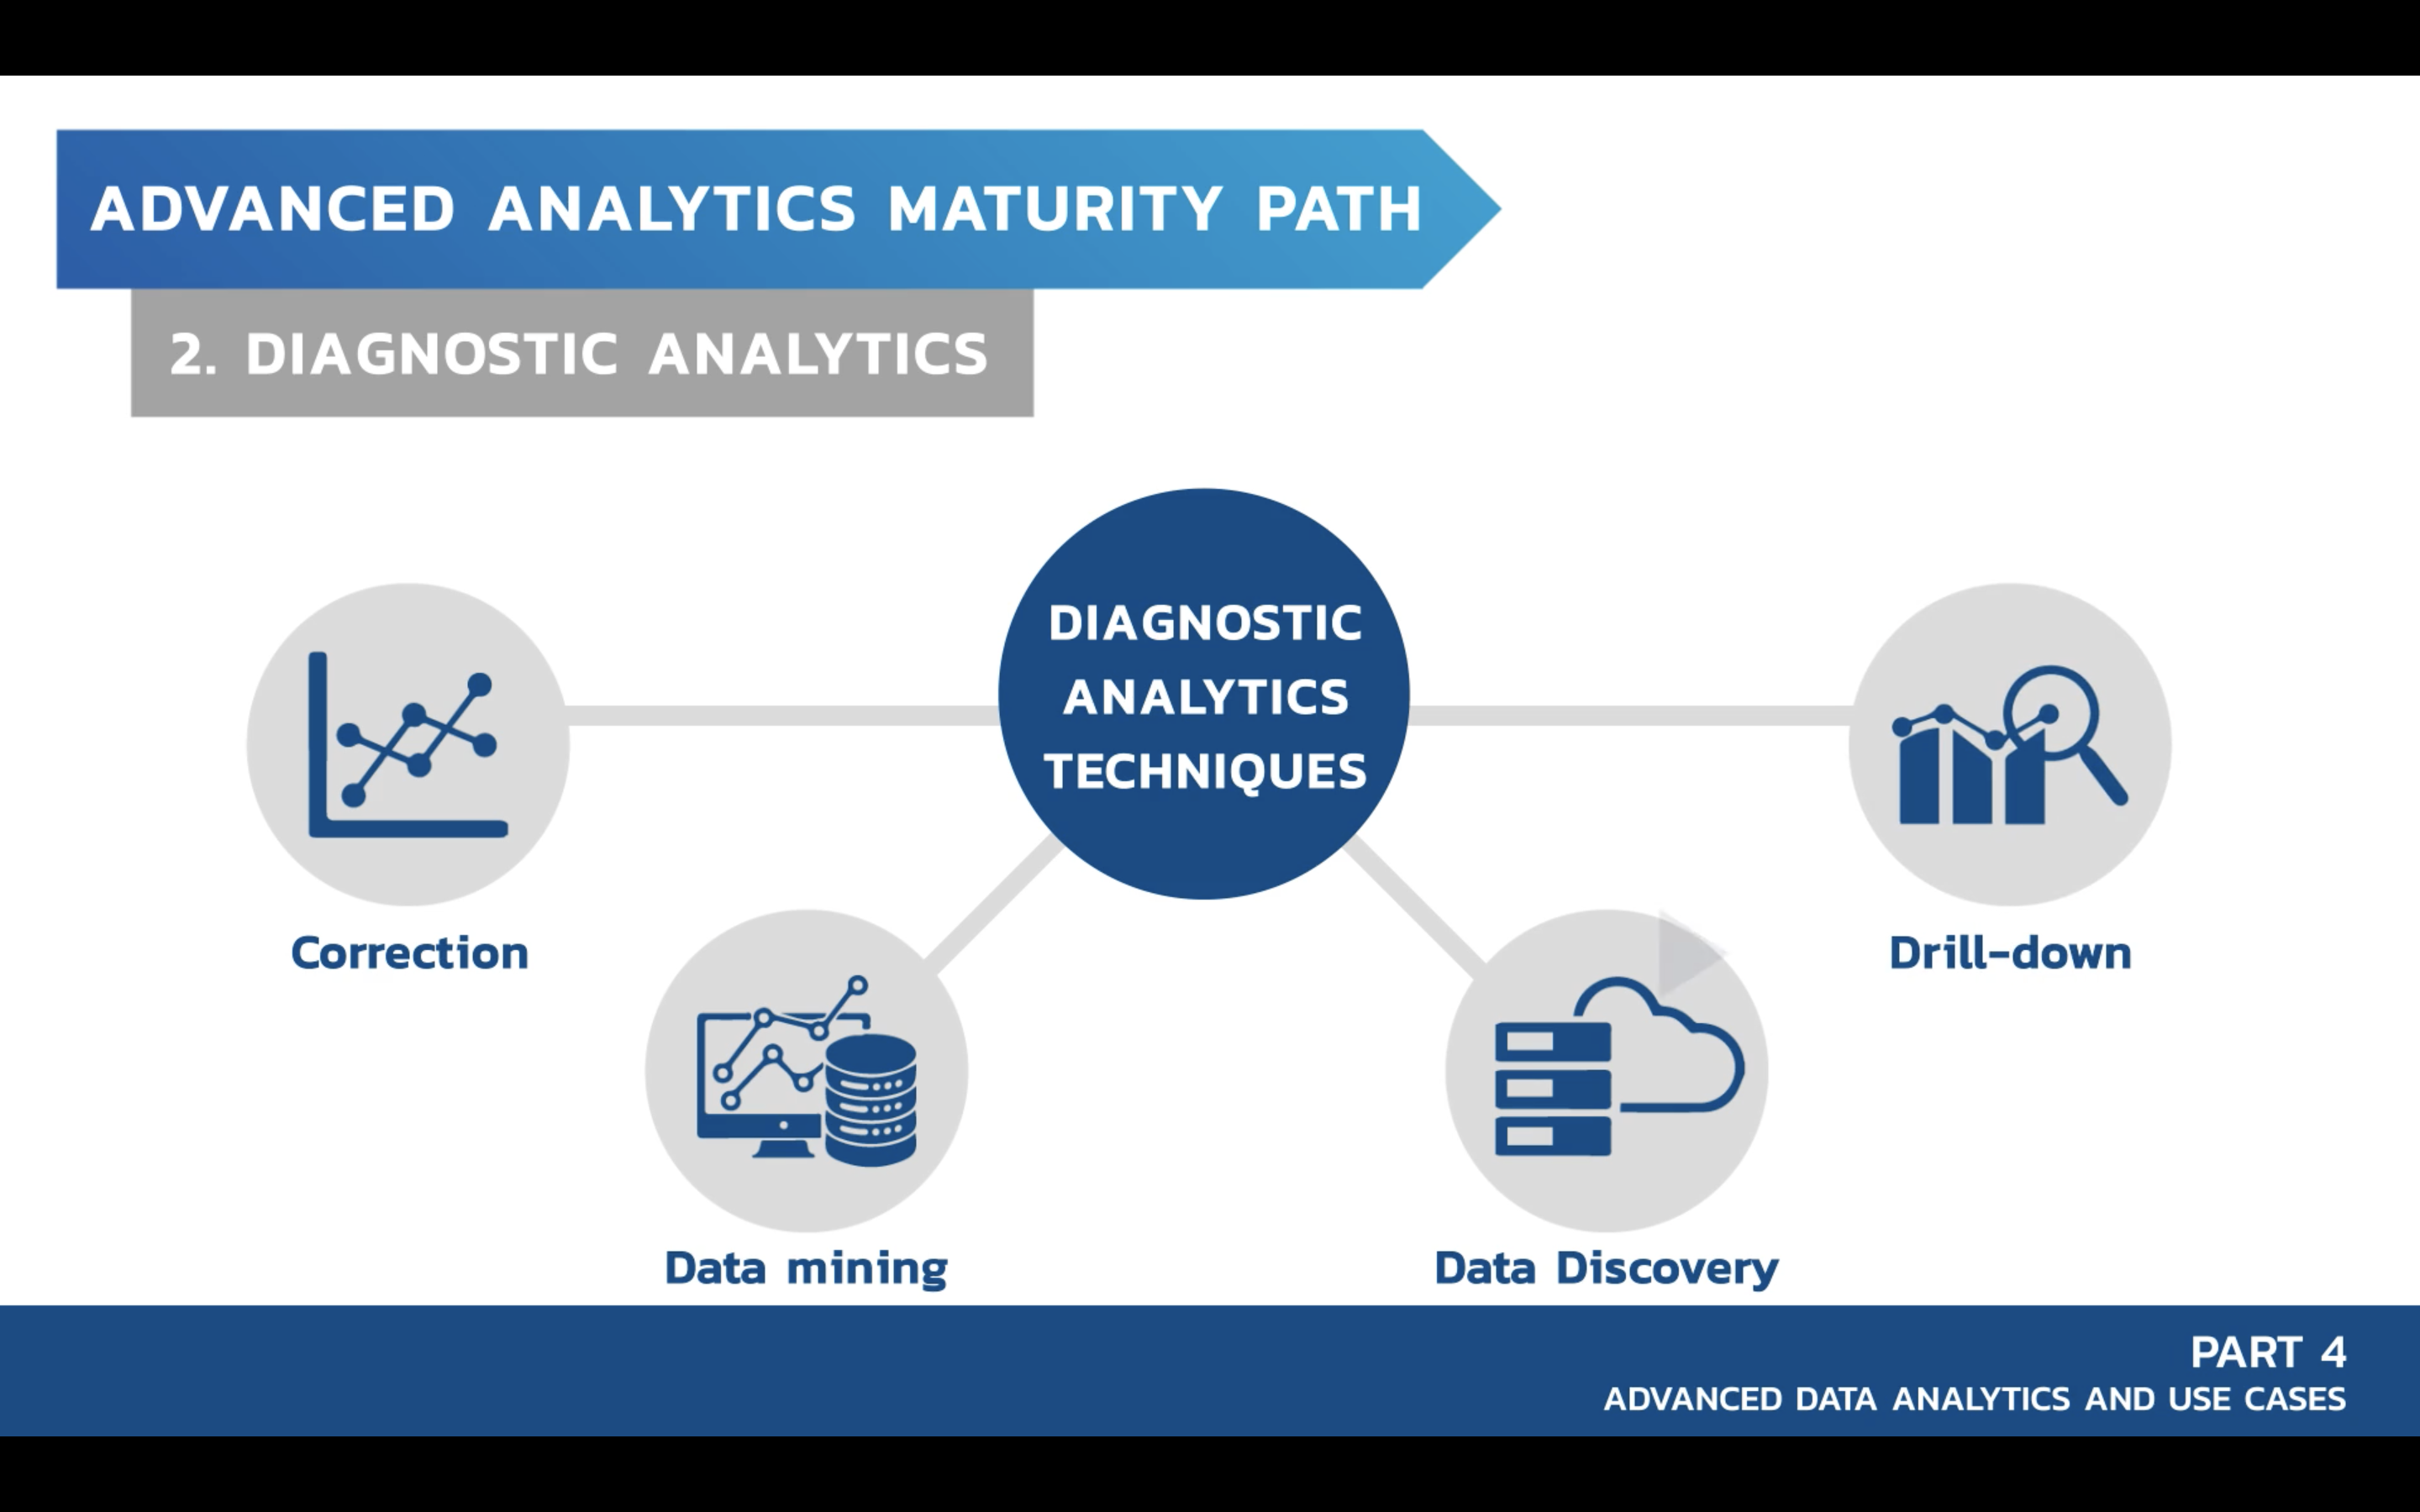 ADVANCED ANALYTICS MATURITY PATH
2. DIAGNOSTIC ANALYTICS
DIAGNOSTIC
ANALYTICS
TECHNIQUES
Correction
Drill-down
Data mining
Data Discovery
PART 4
ADVANCED DATA ANALYTICS AND USE CASES